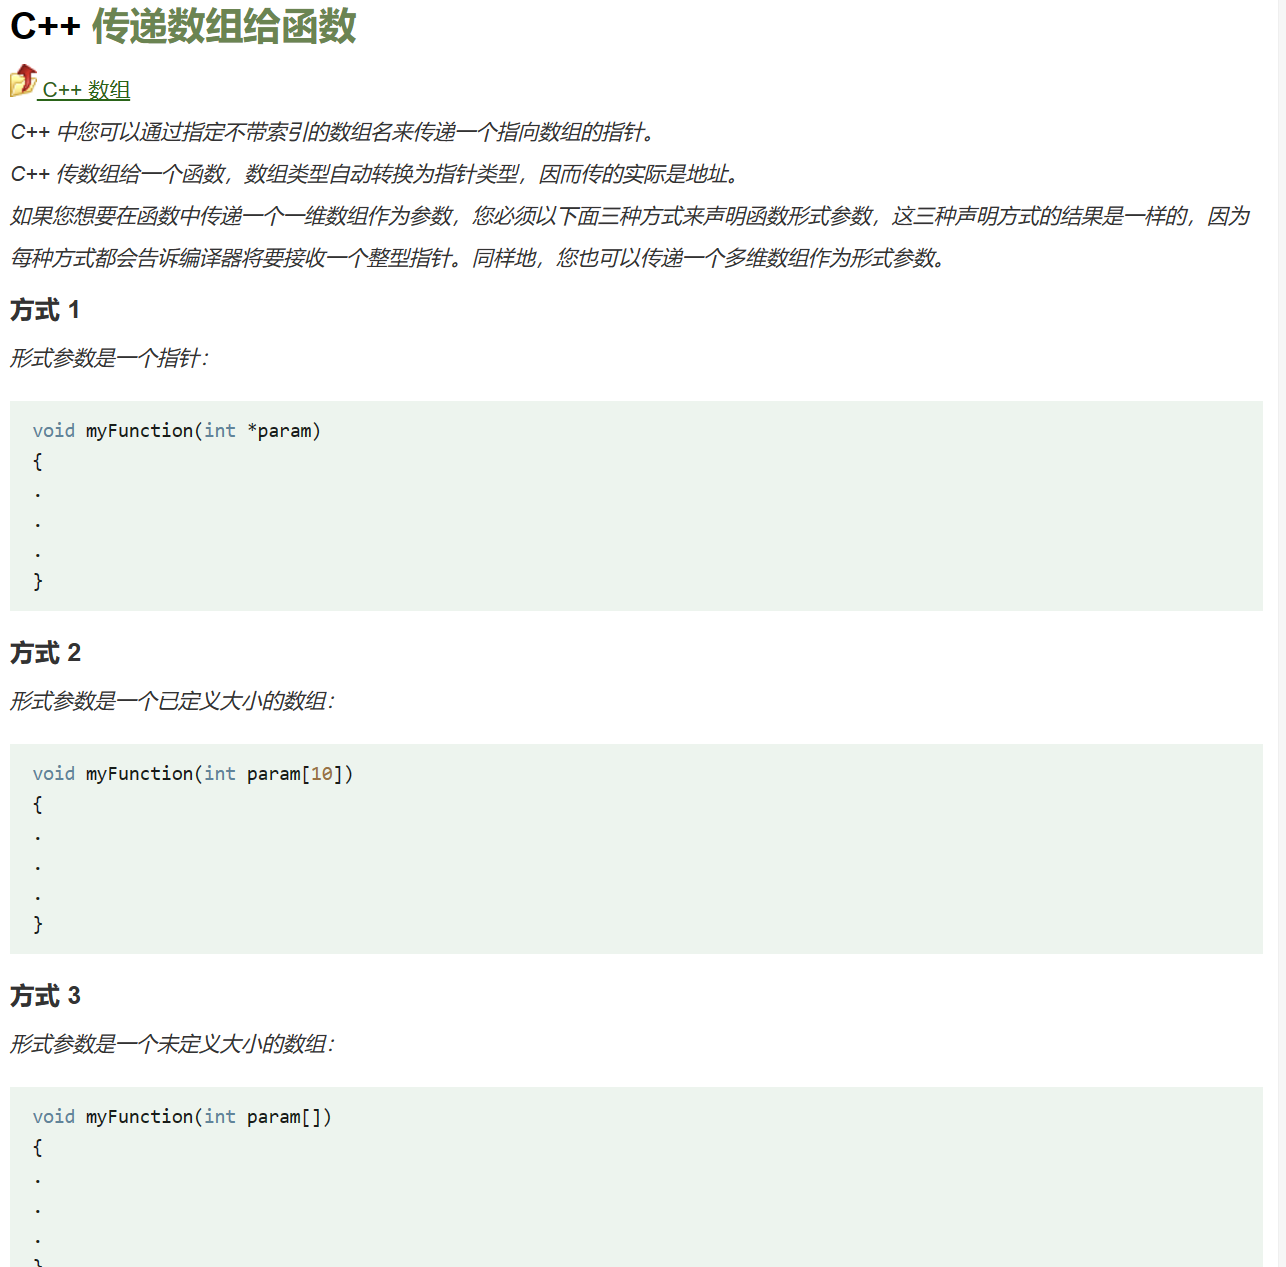 C++ 传递数组给函数
C++ 数组
C++ 中您可以通过指定不带索引的数组名来传递一个指向数组的指针。
C++ 传数组给一个函数，数组类型自动转换为指针类型，因而传的实际是地址。
如果您想要在函数中传递一个一维数组作为参数，您必须以下面三种方式来声明函数形式参数，这三种声明方式的结果是一样的，因为
每种方式都会告诉编译器将要接收一个整型指针。同样地，您也可以传递一个多维数组作为形式参数。
方式 1
形式参数是一个指针：
void myFunction(int *param)
{
.
.
.
}
方式 2
形式参数是一个已定义大小的数组：
void myFunction(int param[10])
{
.
.
.
}
方式 3
形式参数是一个未定义大小的数组：
void myFunction(int param[])
{
.
.
.
}